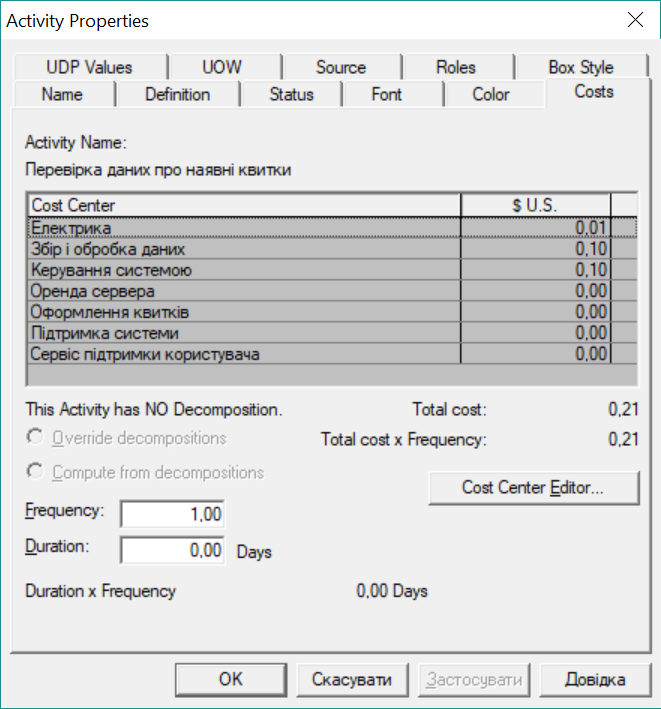 Activity Properties
UDP Values UOW Source Roles Box Style
Name Definition Status Font Color Costs
Activity Name:
Перевірка даних про наявні квитки
Cost Center $ U.S.
Електрика 0,01
Збір і обробка даних 0,10
Керування системою 0,10
Оренда сервера 0,00
Оформлення квитків 0,00
Підтримка системи 0,00
Сервіс підтримки користувача 0,00
This Activity has NO Decomposition. Total cost: 0,21
Override decompositions Total cost x Frequency: 0,21
Compute from decompositions
Cost Center Editor...
Frequency: 1,00
Duration: 0,00 Days
Duration x Frequency 0,00 Days
OK Скасувати Застосувати Довідка